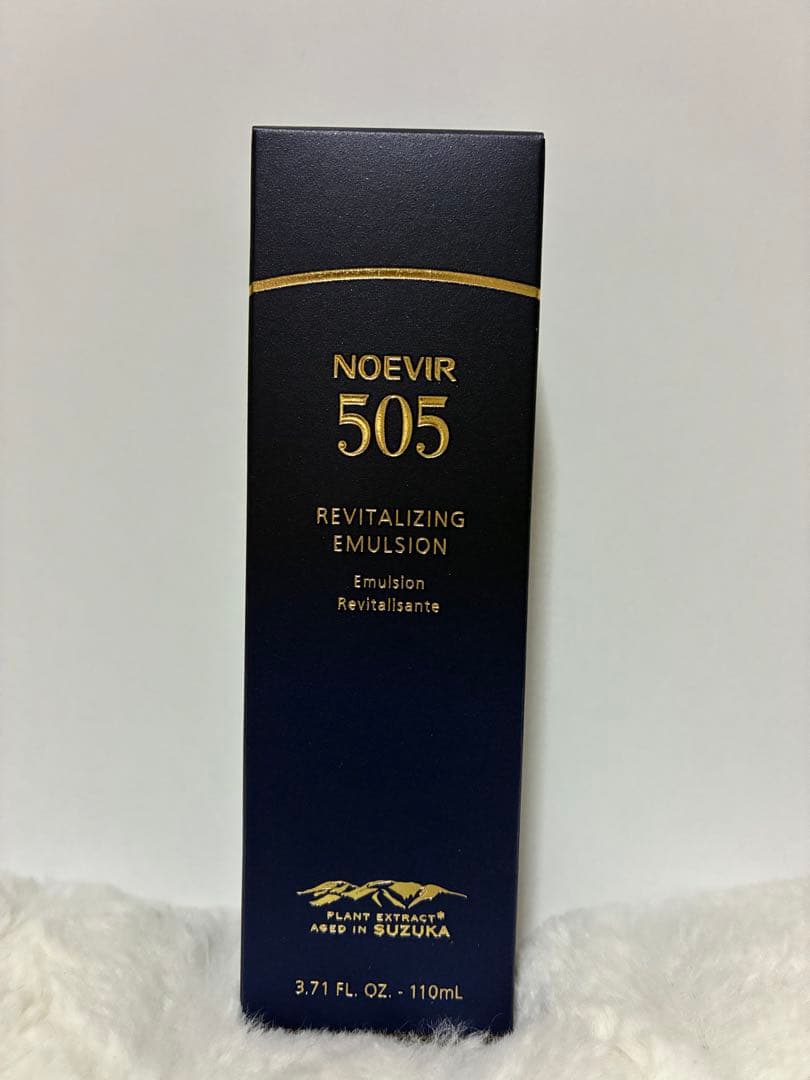 NOEVIR
505
REVITALIZING
EMULSION
Emulsion
Revitalisante
PLANT EXTRACT*
AGED IN SUZUKA
3.71 FL. OZ. - 110mL